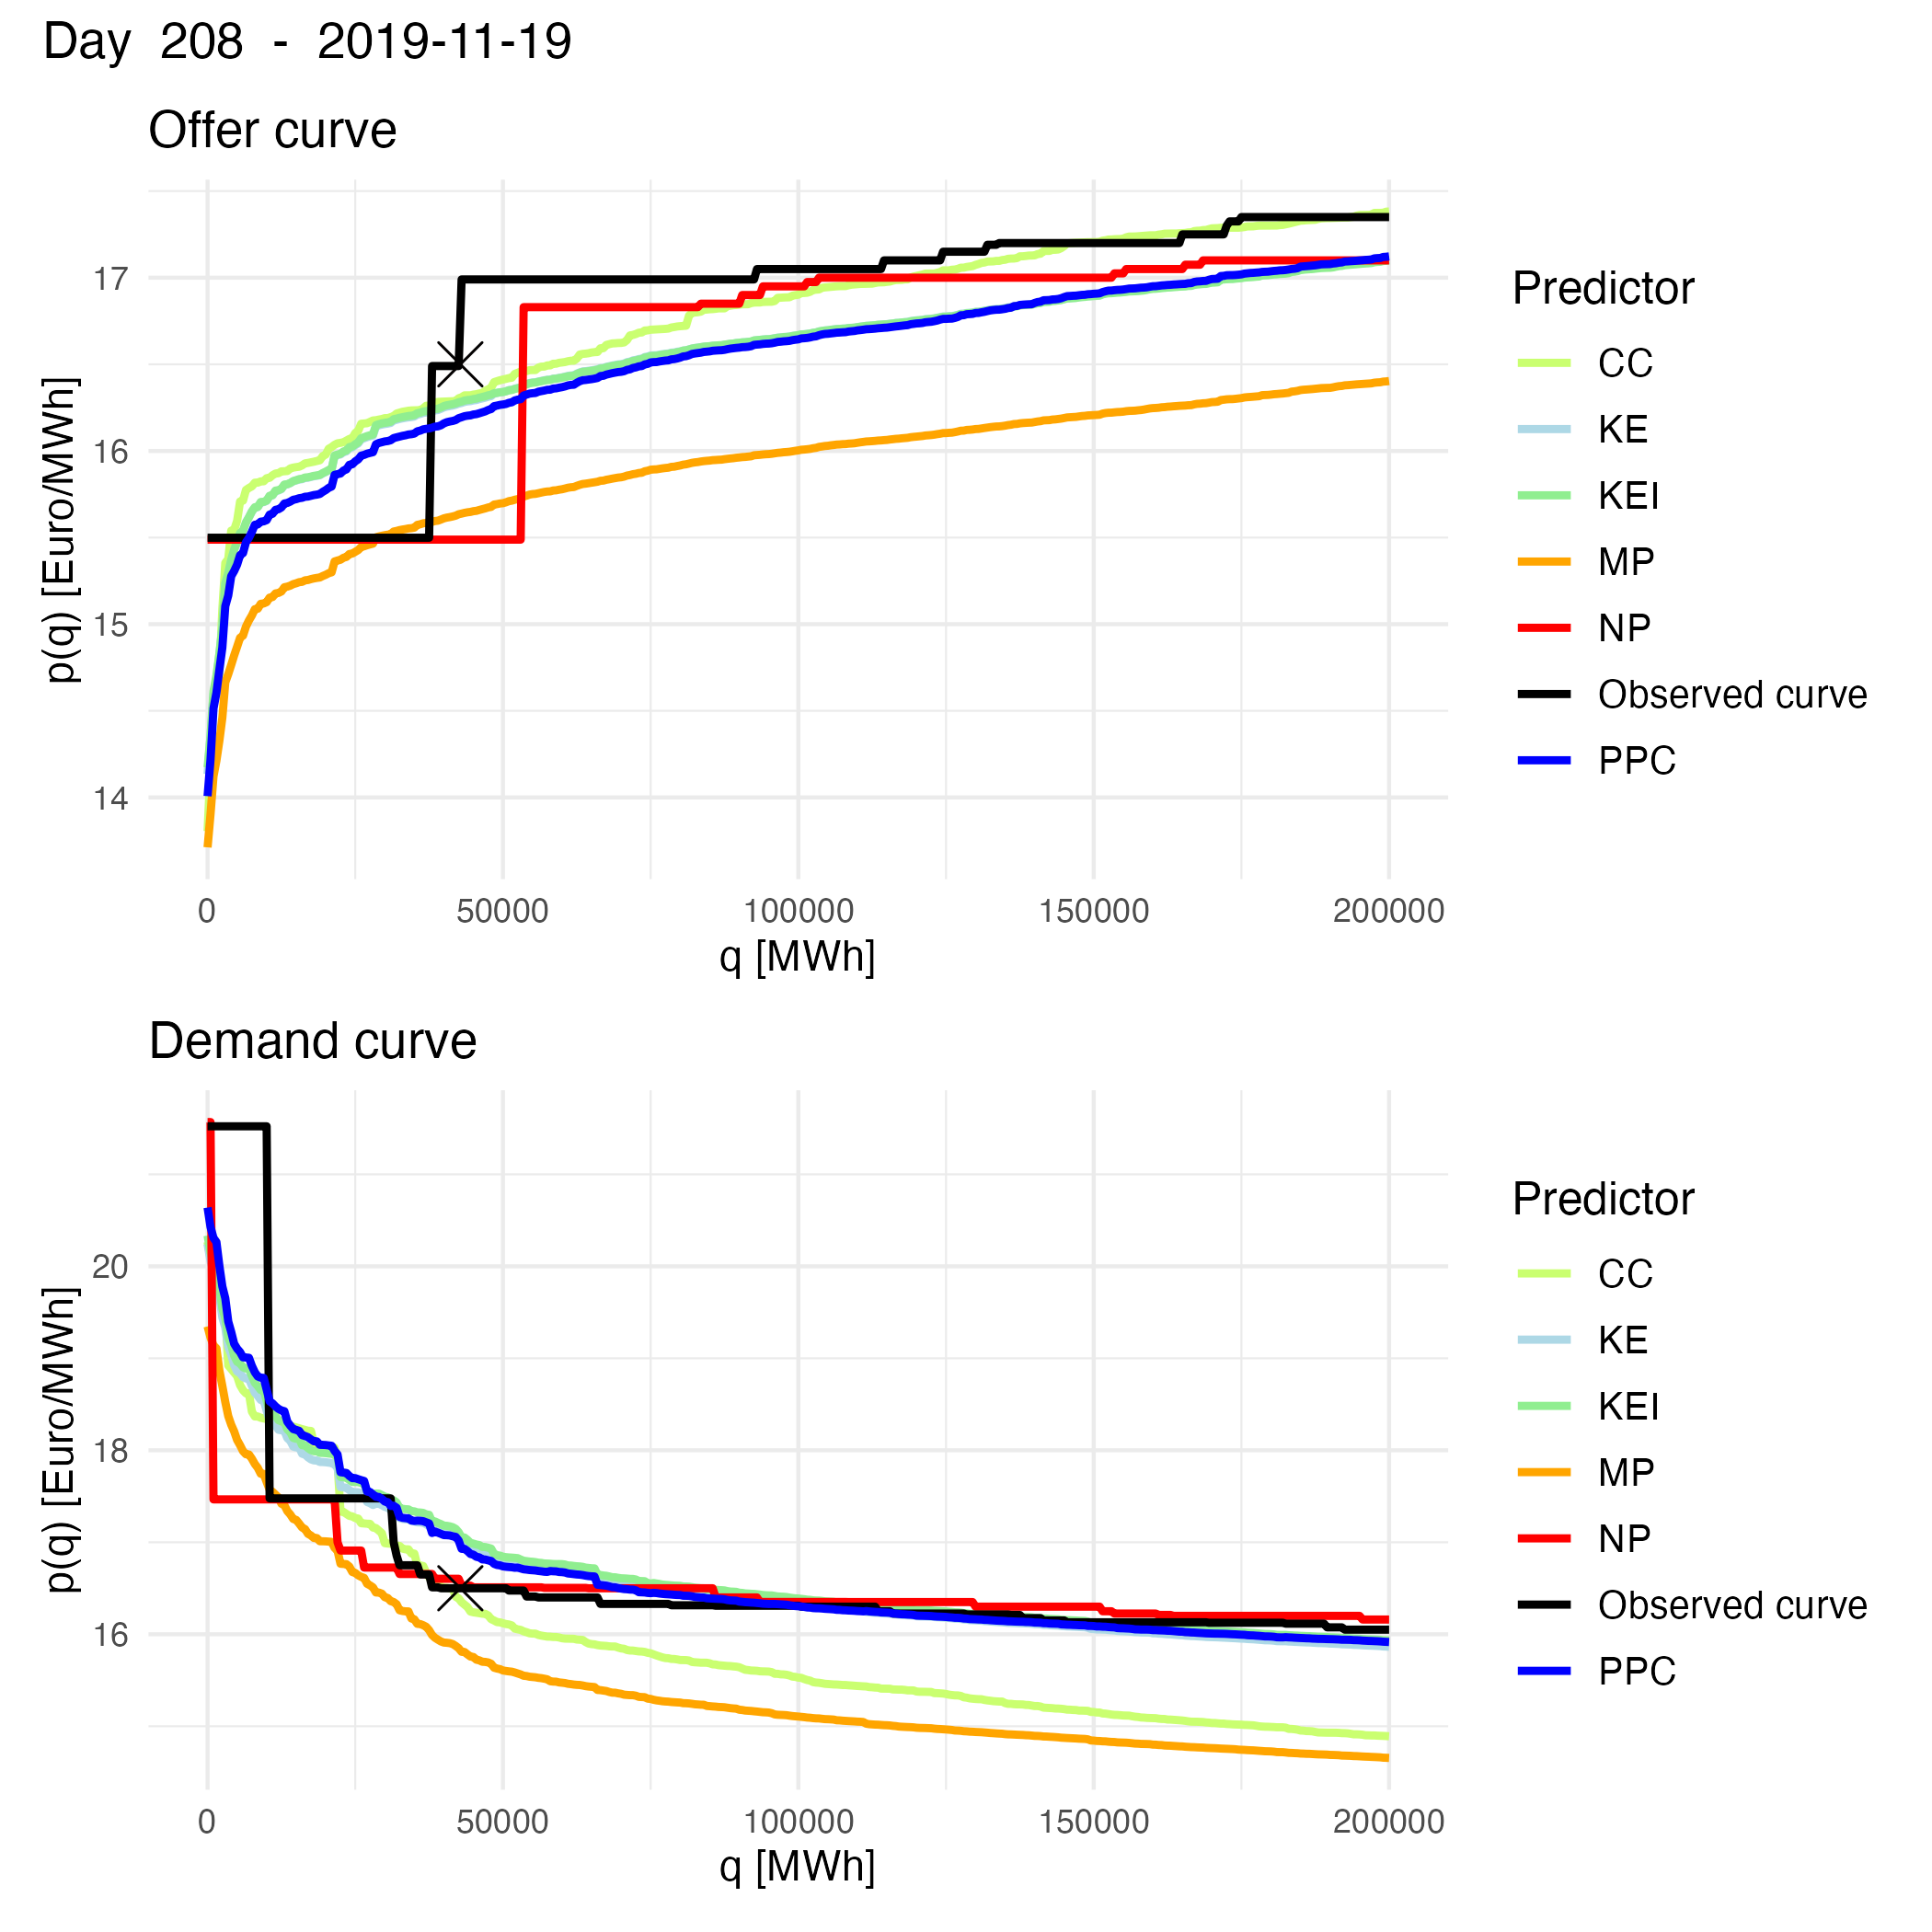 Day 208 - 2019-11-19
Offer curve
p(q) [Euro/MWh]
17
16
15
14
0 50000 100000 150000 200000
q [MWh]
Predictor
CC
KE
KEI
MP
NP
Observed curve
PPC
Demand curve
p(q) [Euro/MWh]
20
18
16
0 50000 100000 150000 200000
q [MWh]
Predictor
CC
KE
KEI
MP
NP
Observed curve
PPC